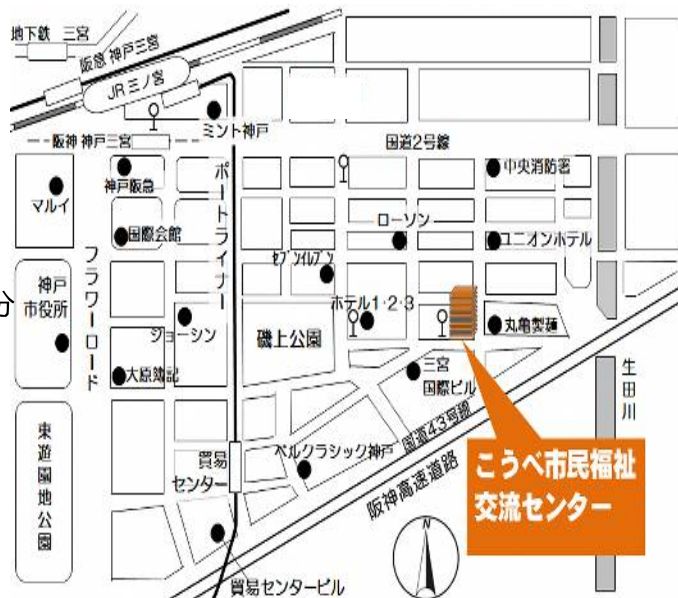 地下鉄 三宮
阪急 神戸三宮
JR三ノ宮
ミント神戸
阪神 神戸三宮
国道2号線
マルイ
神戸阪急
ポートライナー
中央消防署
国際会館
フラワーロード
ローソン
ユニオンホテル
セブンイレブン
神戸
市役所
分
ホテル1・2・3
ジョーシン
磯上公園
丸亀製麺
大原簿記
三宮
国際ビル
生田川
国道43号線
東遊園地公園
貿易
センター
ベルクラシック神戸
阪神高速道路
こうべ市民福祉
交流センター
N
貿易センタービル